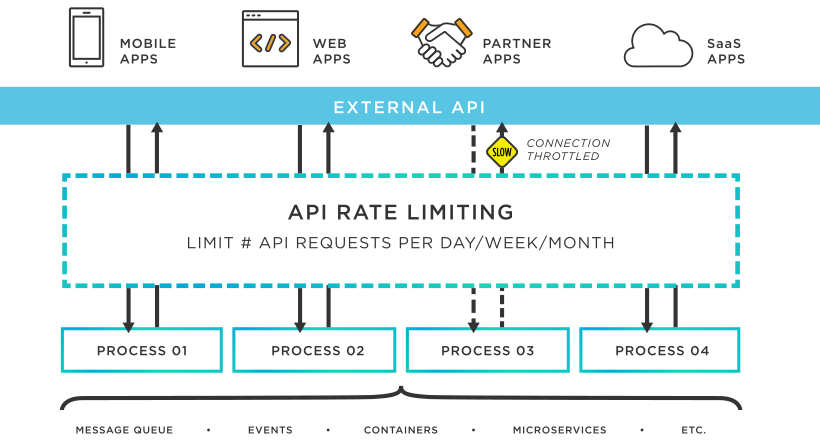 MOBILE
APPS
WEB
APPS
PARTNER
APPS
SaaS
APPS
EXTERNAL API
SLOW
CONNECTION
THROTTLED
API RATE LIMITING
LIMIT # API REQUESTS PER DAY/WEEK/MONTH
PROCESS 01
PROCESS 02
PROCESS 03
PROCESS 04
MESSAGE QUEUE • EVENTS • CONTAINERS • MICROSERVICES • ETC.